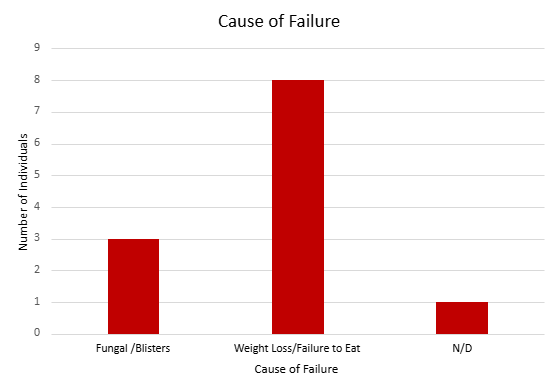 Cause of Failure
9
8
7
6
5
4
3
2
1
0
Number of Individuals
Fungal /Blisters
Weight Loss/Failure to Eat
N/D
Cause of Failure